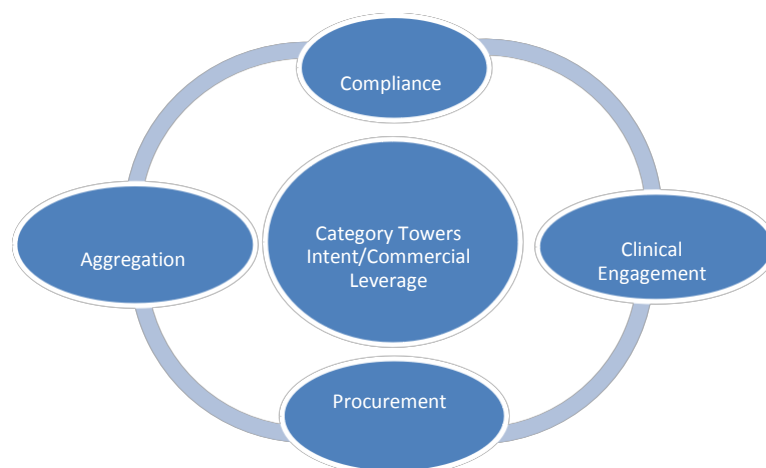 Compliance
Aggregation
Category Towers
Intent/Commercial
Leverage
Clinical
Engagement
Procurement